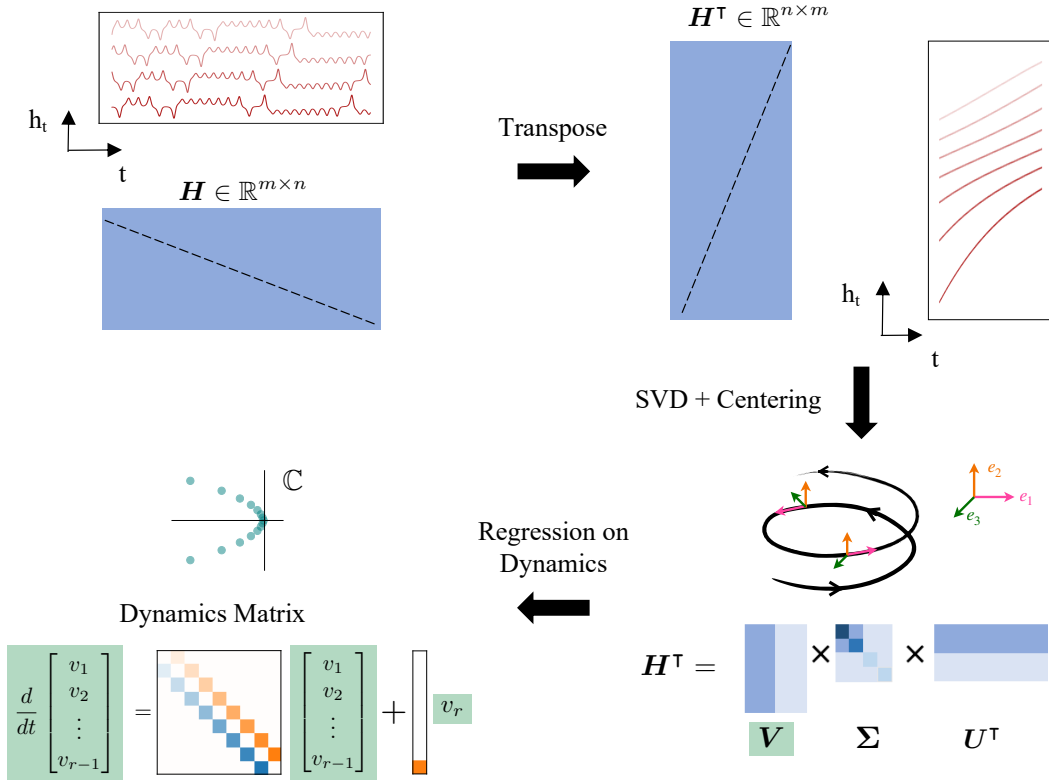 h_t
t
H ∈ ℝ^{m×n}
Transpose
H^⊤ ∈ ℝ^{n×m}
h_t
t
SVD + Centering
e_2
e_1
e_3
H^⊤ = × ×
V Σ U^⊤
Regression on
Dynamics
ℂ
Dynamics Matrix
d/dt [v_1 v_2 ⋮ v_{r−1}] = [v_1 v_2 ⋮ v_{r−1}] + v_r